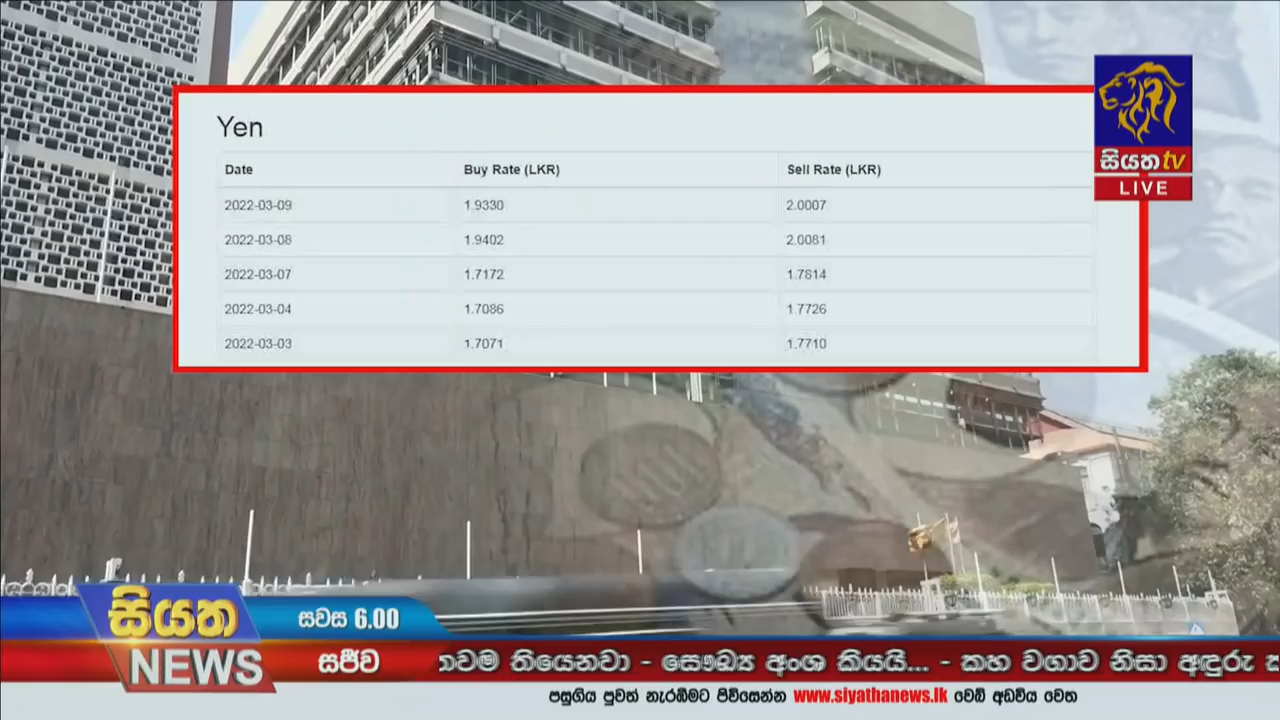 Yen
Date Buy Rate (LKR) Sell Rate (LKR)
2022-03-09 1.9330 2.0007
2022-03-08 1.9402 2.0081
2022-03-07 1.7172 1.7814
2022-03-04 1.7086 1.7726
2022-03-03 1.7071 1.7710
සියත tv
LIVE
සියත
NEWS
සවස 6.00
සජීව
තවම තියෙනවා - සෞඛ්‍ය අංශ කියයි... - කහ වගාව නිසා අඳුරු
පසුගිය පුවත් නැරඹීමට පිවිසෙන්න www.siyathanews.lk වෙබ් අඩවිය වෙත